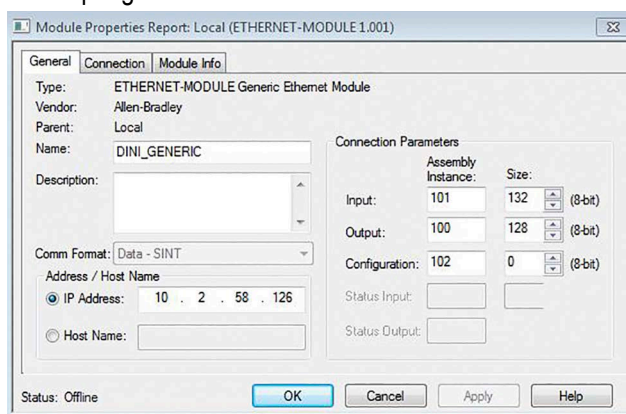 Module Properties Report: Local (ETHERNET-MODULE 1.001)
General Connection Module Info
Type: ETHERNET-MODULE Generic Ethernet Module
Vendor: Allen-Bradley
Parent: Local
Name: DINI_GENERIC
Description:
Comm Format: Data - SINT
Address / Host Name
IP Address: 10 . 2 . 58 . 126
Host Name:
Connection Parameters
Assembly
Instance: Size:
Input: 101 132 (8-bit)
Output: 100 128 (8-bit)
Configuration: 102 0 (8-bit)
Status Input:
Status Output:
Status: Offline OK Cancel Apply Help